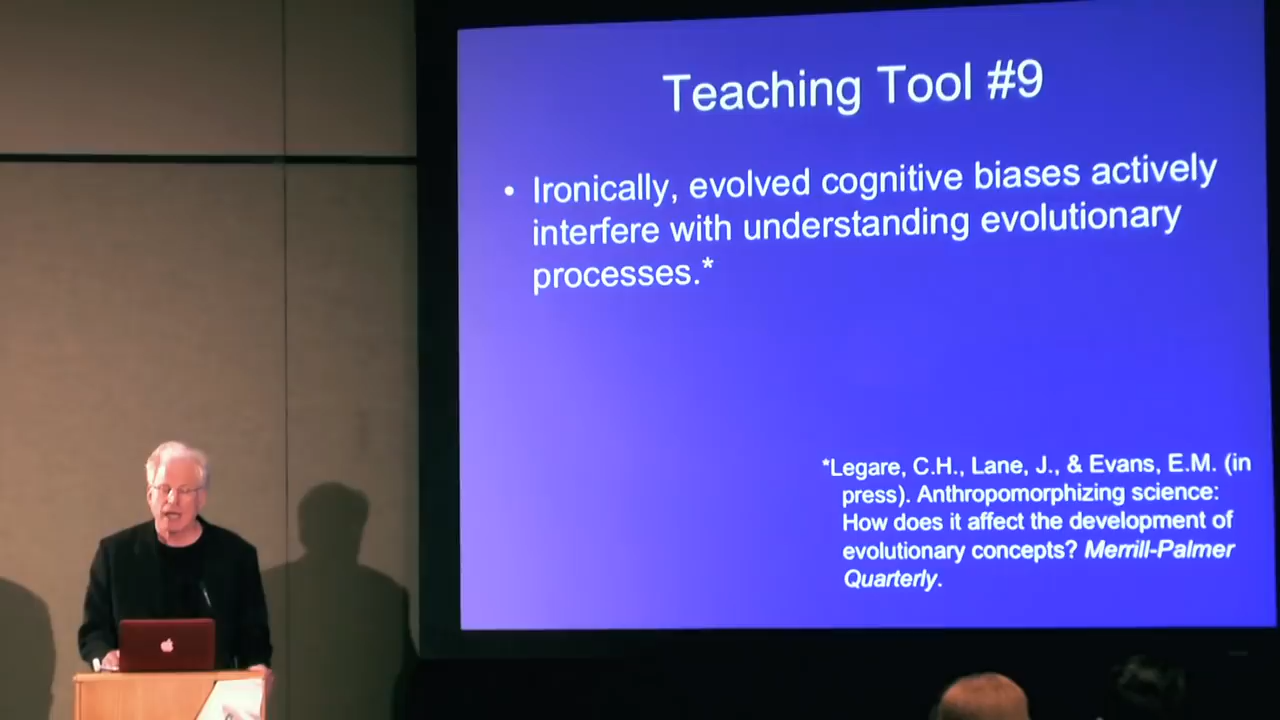 Teaching Tool #9
• Ironically, evolved cognitive biases actively
interfere with understanding evolutionary
processes.*
*Legare, C.H., Lane, J., & Evans, E.M. (in
press). Anthropomorphizing science:
How does it affect the development of
evolutionary concepts? Merrill-Palmer
Quarterly.